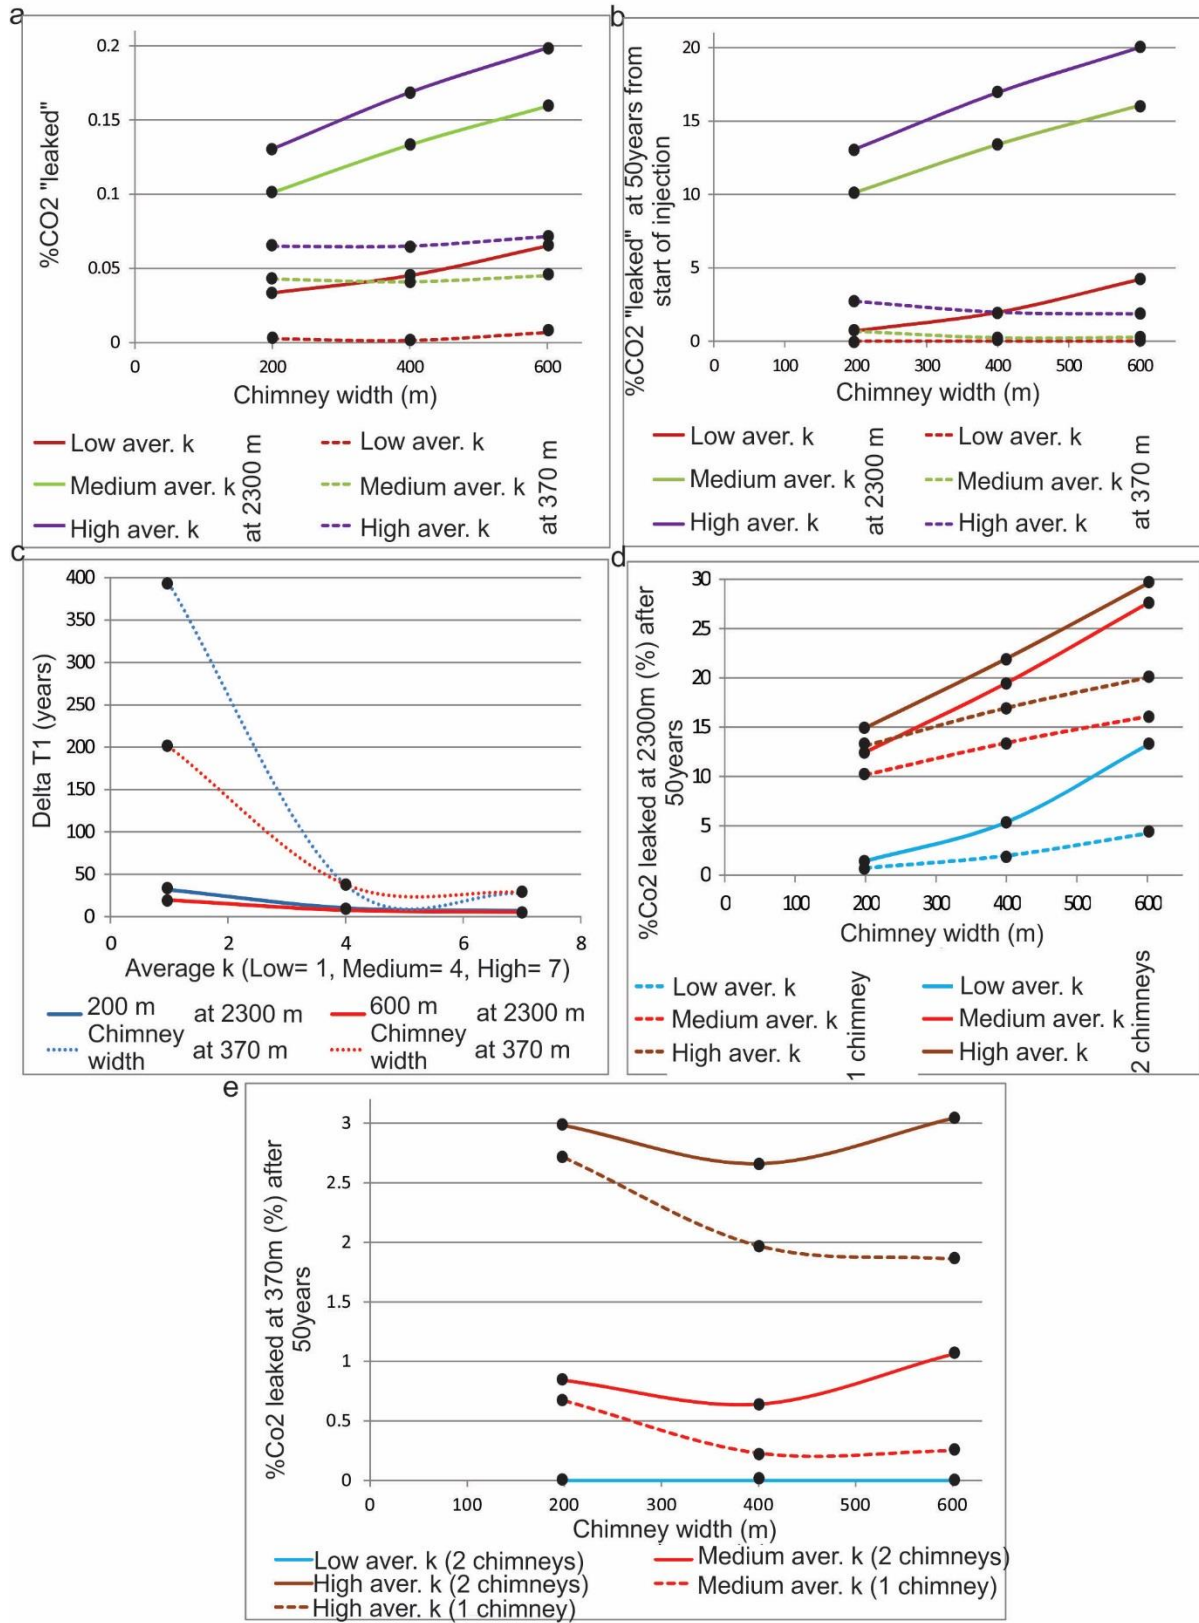 a
%CO2 "leaked"
0.2
0.15
0.1
0.05
0
0
200
400
600
Chimney width (m)
Low aver. k
Medium aver. k
High aver. k
at 2300 m
Low aver. k
Medium aver. k
High aver. k
at 370 m
b
%CO2 "leaked" at 50years from
start of injection
20
15
10
5
0
0
100
200
300
400
500
600
Chimney width (m)
Low aver. k
Medium aver. k
High aver. k
at 2300 m
Low aver. k
Medium aver. k
High aver. k
at 370 m
c
Delta T1 (years)
400
350
300
250
200
150
100
50
0
0
2
4
6
8
Average k (Low= 1, Medium= 4, High= 7)
200 m
Chimney
width
at 2300 m
at 370 m
600 m
Chimney
width
at 2300 m
at 370 m
d
%Co2 leaked at 2300m (%) after
50years
30
25
20
15
10
5
0
0
100
200
300
400
500
600
Chimney width (m)
Low aver. k
Medium aver. k
High aver. k
1 chimney
Low aver. k
Medium aver. k
High aver. k
2 chimneys
e
%Co2 leaked at 370m (%) after
50years
3
2.5
2
1.5
1
0.5
0
0
100
200
300
400
500
600
Chimney width (m)
Low aver. k (2 chimneys)
High aver. k (2 chimneys)
High aver. k (1 chimney)
Medium aver. k (2 chimneys)
Medium aver. k (1 chimney)